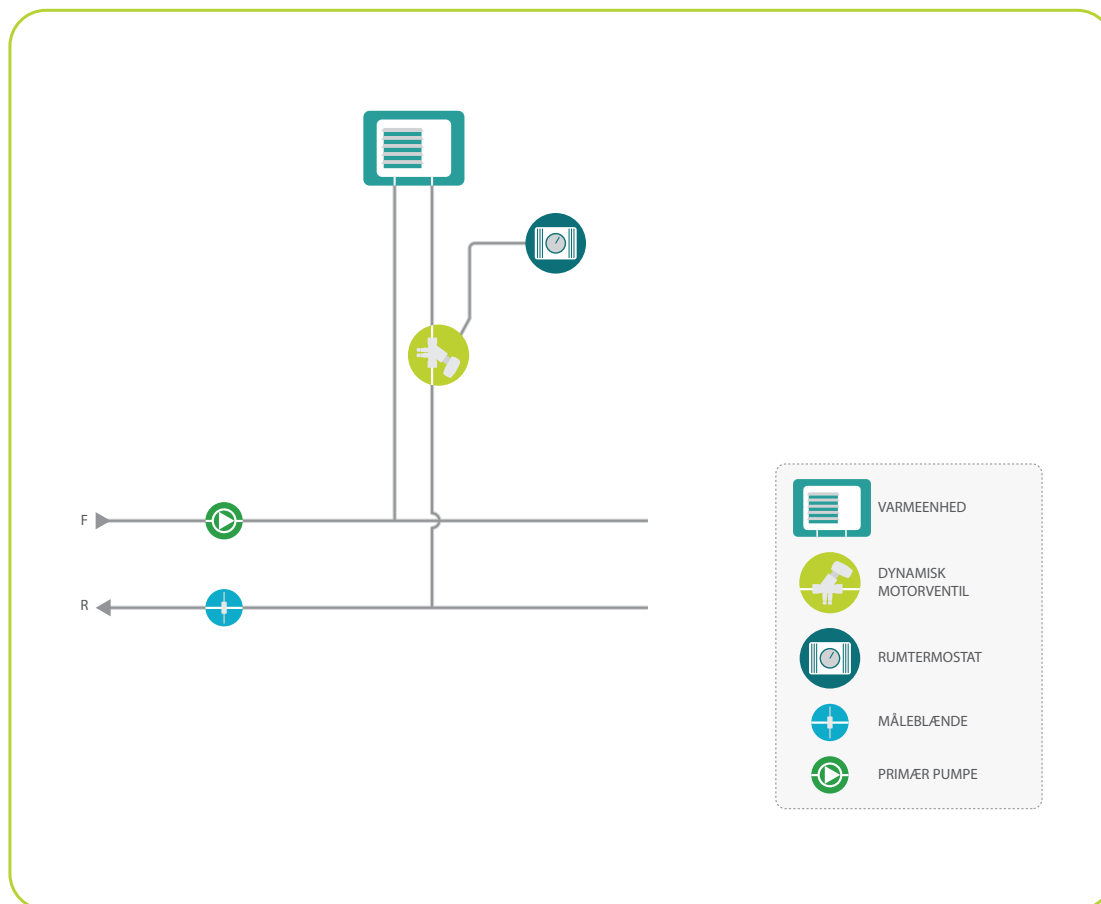 F
R
VARMEENHED
DYNAMISK
MOTORVENTIL
RUMTERMOSTAT
MÅLEBLÆNDE
PRIMÆR PUMPE